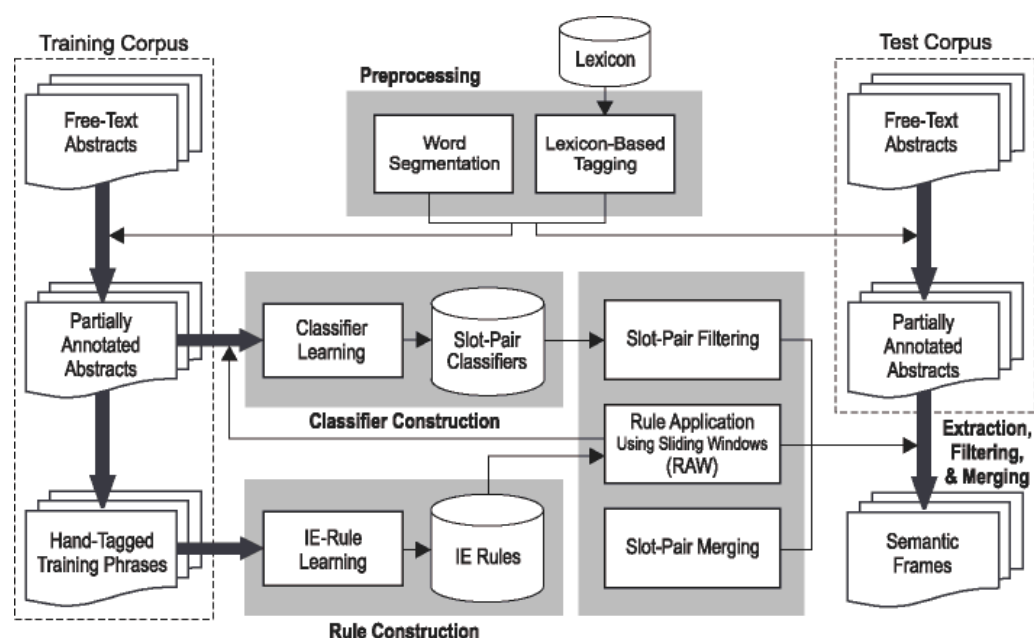 Training Corpus
Free-Text
Abstracts
Partially
Annotated
Abstracts
Hand-Tagged
Training Phrases
Lexicon
Preprocessing
Word
Segmentation
Lexicon-Based
Tagging
Classifier
Learning
Slot-Pair
Classifiers
Classifier Construction
IE-Rule
Learning
IE Rules
Rule Construction
Slot-Pair Filtering
Rule Application
Using Sliding Windows
(RAW)
Slot-Pair Merging
Test Corpus
Free-Text
Abstracts
Partially
Annotated
Abstracts
Extraction,
Filtering,
& Merging
Semantic
Frames